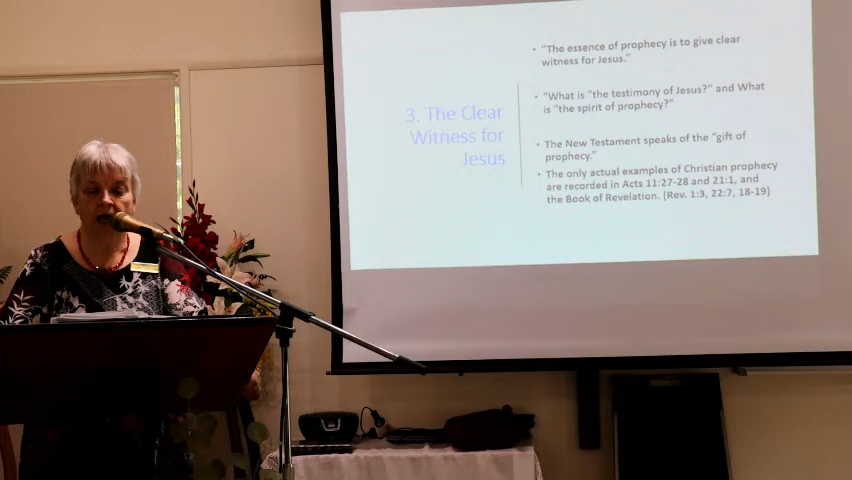 3. The Clear
Witness for
Jesus
• "The essence of prophecy is to give clear
witness for Jesus."
• "What is "the testimony of Jesus?" and What
is "the spirit of prophecy?"
• The New Testament speaks of the "gift of
prophecy."
• The only actual examples of Christian prophecy
are recorded in Acts 11:27-28 and 21:1, and
the Book of Revelation. (Rev. 1:3, 22:7, 18-19)